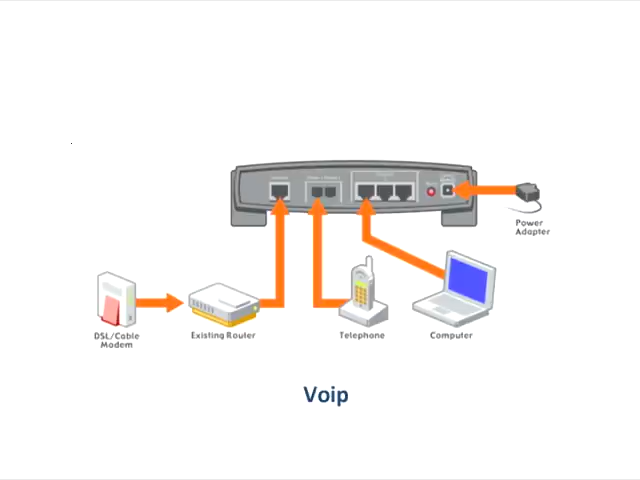 Power
Adapter
DSL/Cable
Modem
Existing Router
Telephone
Computer
Voip